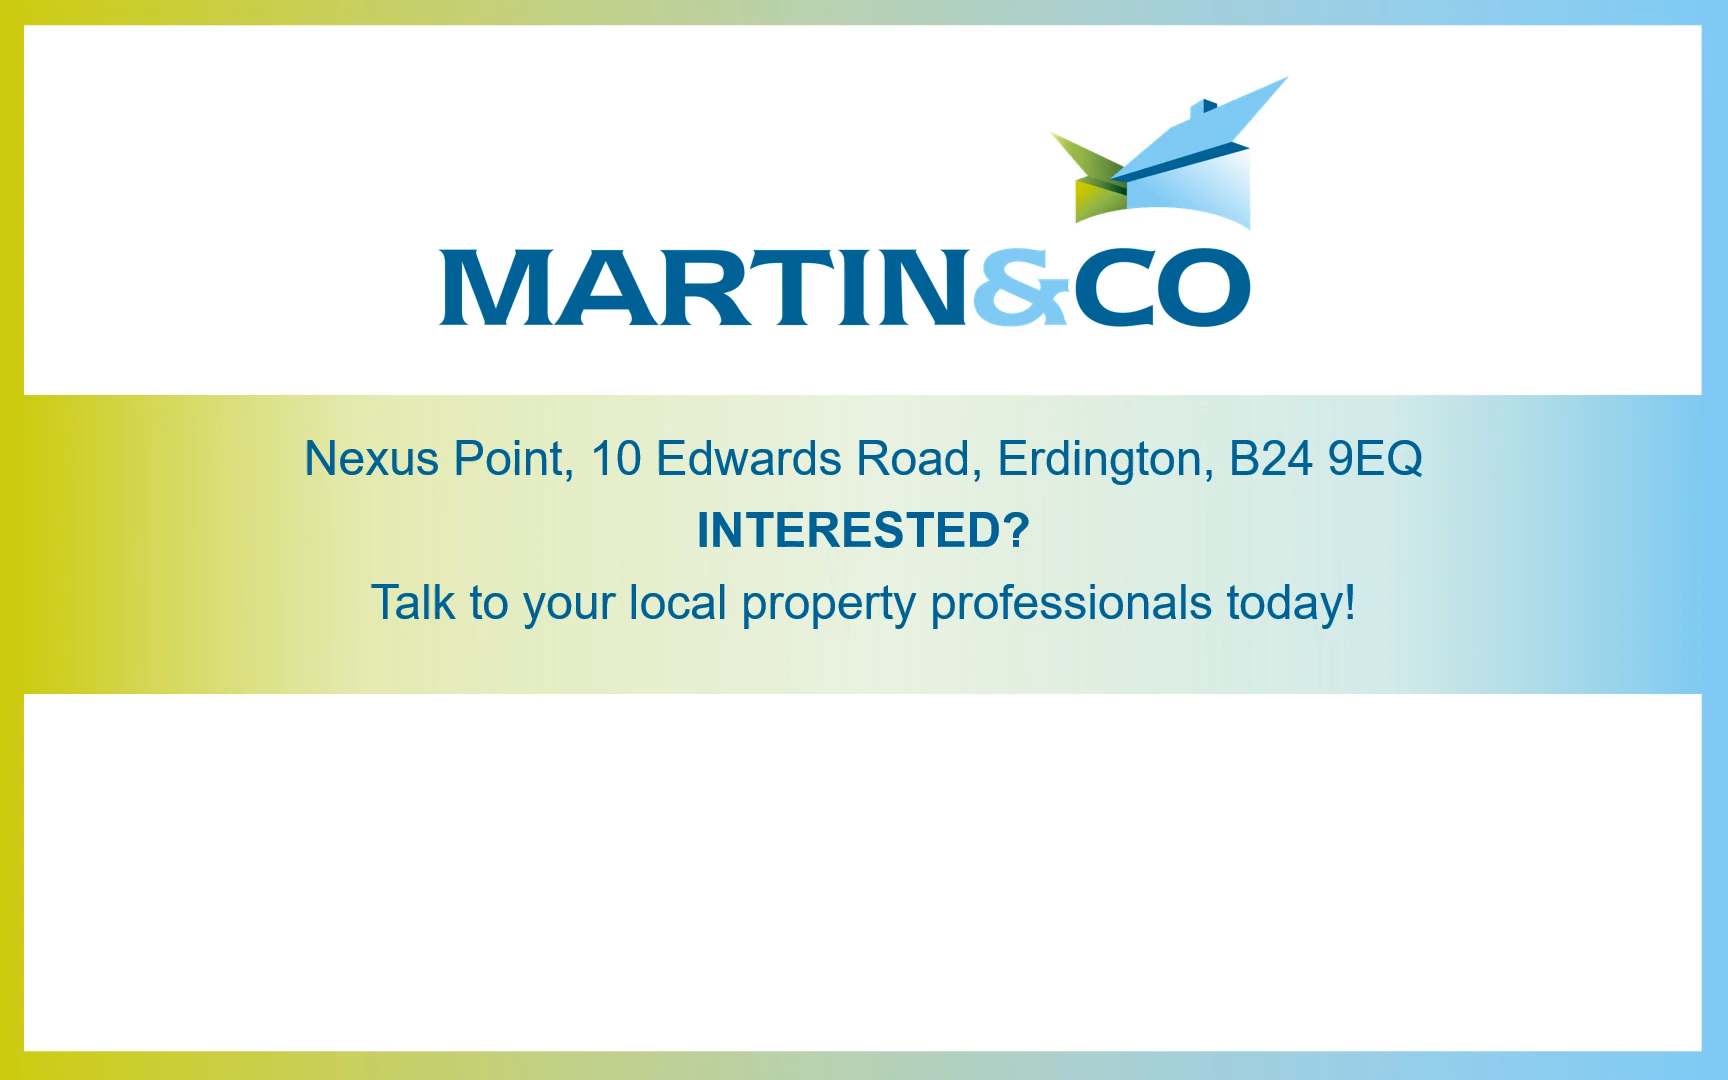 MARTIN&CO
Nexus Point, 10 Edwards Road, Erdington, B24 9EQ
INTERESTED?
Talk to your local property professionals today!